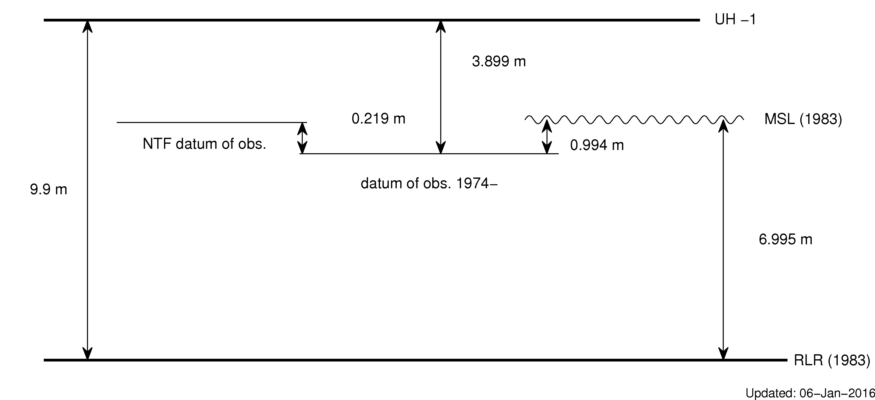 UH −1
3.899 m
0.219 m
MSL (1983)
NTF datum of obs.
0.994 m
datum of obs. 1974−
9.9 m
6.995 m
RLR (1983)
Updated: 06−Jan−2016